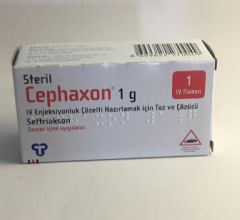 Steril
Cephaxon® 1 g
IV Enjeksiyonluk Çözelti Hazırlamak için Toz ve Çözücü
Seftriakson
Damar içine uygulanır.
1
IV Flakon